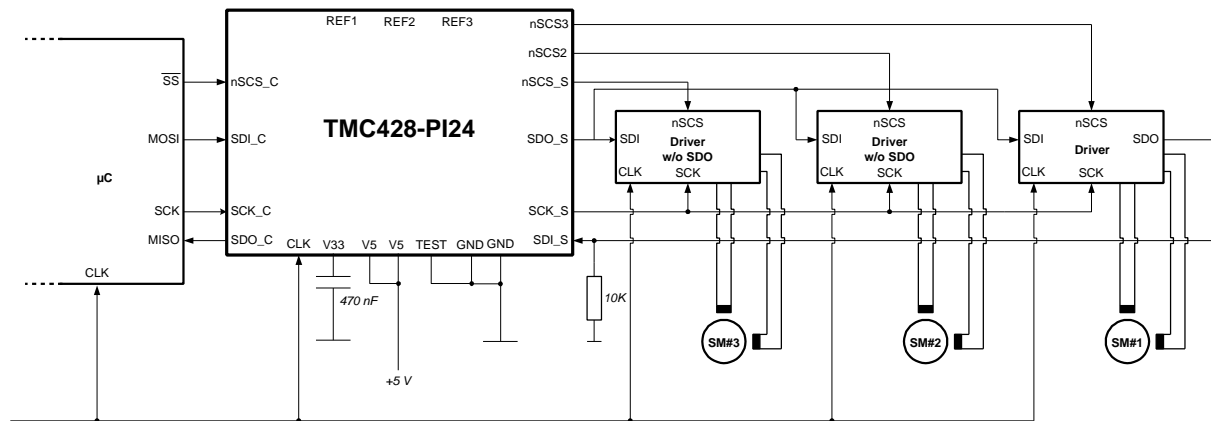 REF1 REF2 REF3
nSCS3
nSCS2
SS nSCS_C nSCS_S
nSCS nSCS nSCS
TMC428-PI24
MOSI SDI_C SDO_S SDI Driver SDI Driver SDI SDO
w/o SDO w/o SDO Driver
µC
CLK SCK CLK SCK CLK SCK
SCK SCK_C SCK_S
MISO SDO_C CLK V33 V5 V5 TEST GND GND SDI_S
CLK
470 nF 10K
SM#3 SM#2 SM#1
+5 V